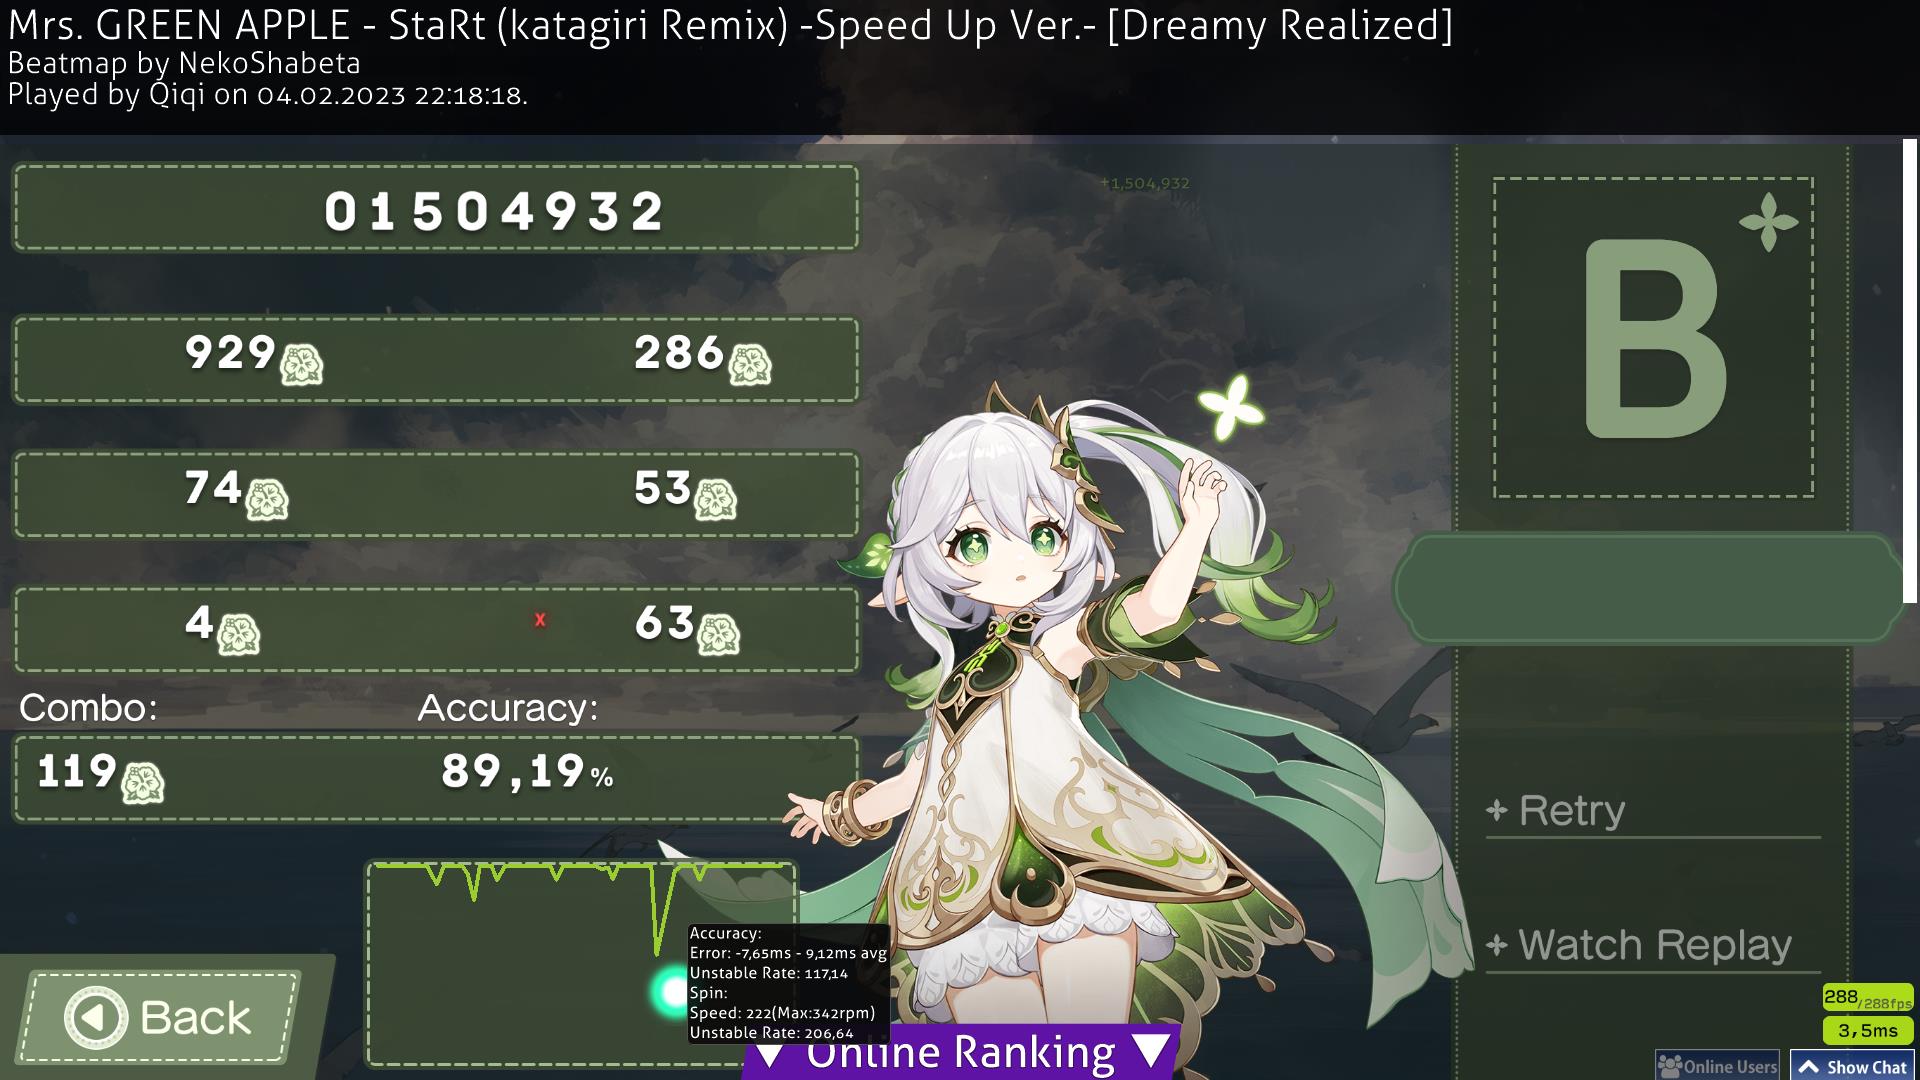 Mrs. GREEN APPLE - StaRt (katagiri Remix) -Speed Up Ver.- [Dreamy Realized]
Beatmap by NekoShabeta
Played by Qiqi on 04.02.2023 22:18:18.
01504932
+1,504,932
B
929 286
74 53
4 x 63
Combo: Accuracy:
119 89,19%
Retry
Watch Replay
Accuracy:
Error: -7,65ms - 9,12ms avg
Unstable Rate: 117,14
Spin:
Speed: 222(Max:342rpm)
Unstable Rate: 206,64
Back
Online Ranking
288/288fps
3,5ms
Online Users
Show Chat